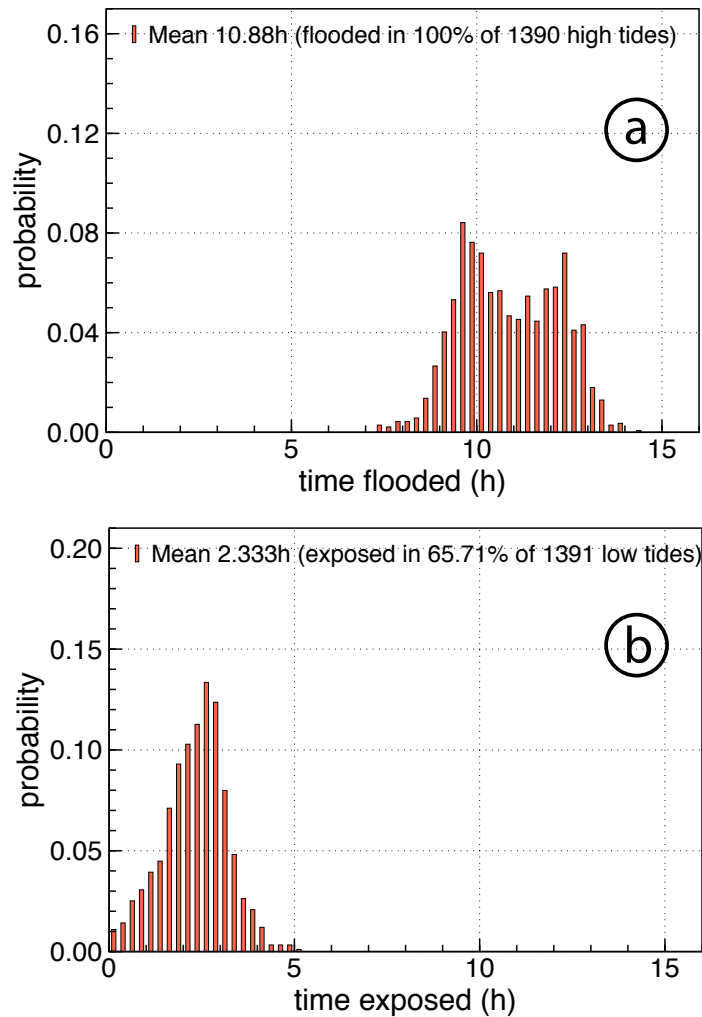 0.16
Mean 10.88h (flooded in 100% of 1390 high tides)
a
0.12
probability
0.08
0.04
0.00
0 5 10 15
time flooded (h)
0.20
Mean 2.333h (exposed in 65.71% of 1391 low tides)
b
0.15
probability
0.10
0.05
0.00
0 5 10 15
time exposed (h)